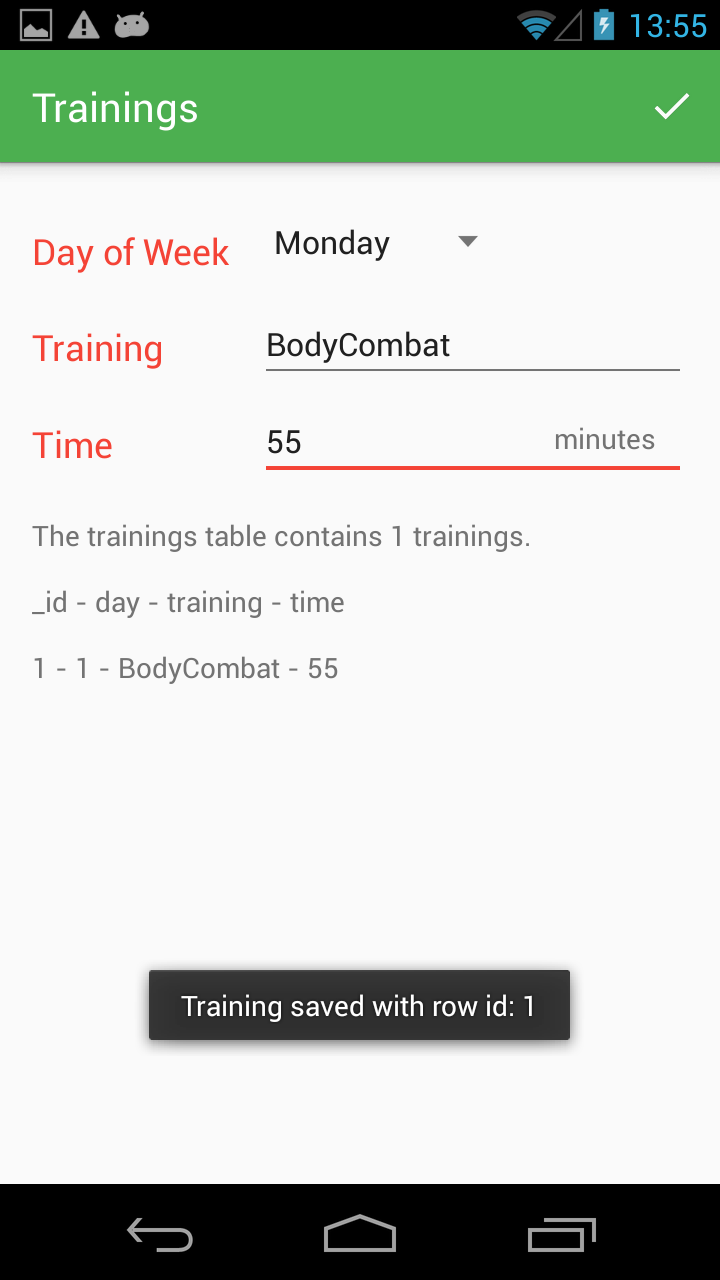 13:55
Trainings
Day of Week Monday
Training BodyCombat
Time 55 minutes
The trainings table contains 1 trainings.
_id - day - training - time
1 - 1 - BodyCombat - 55
Training saved with row id: 1